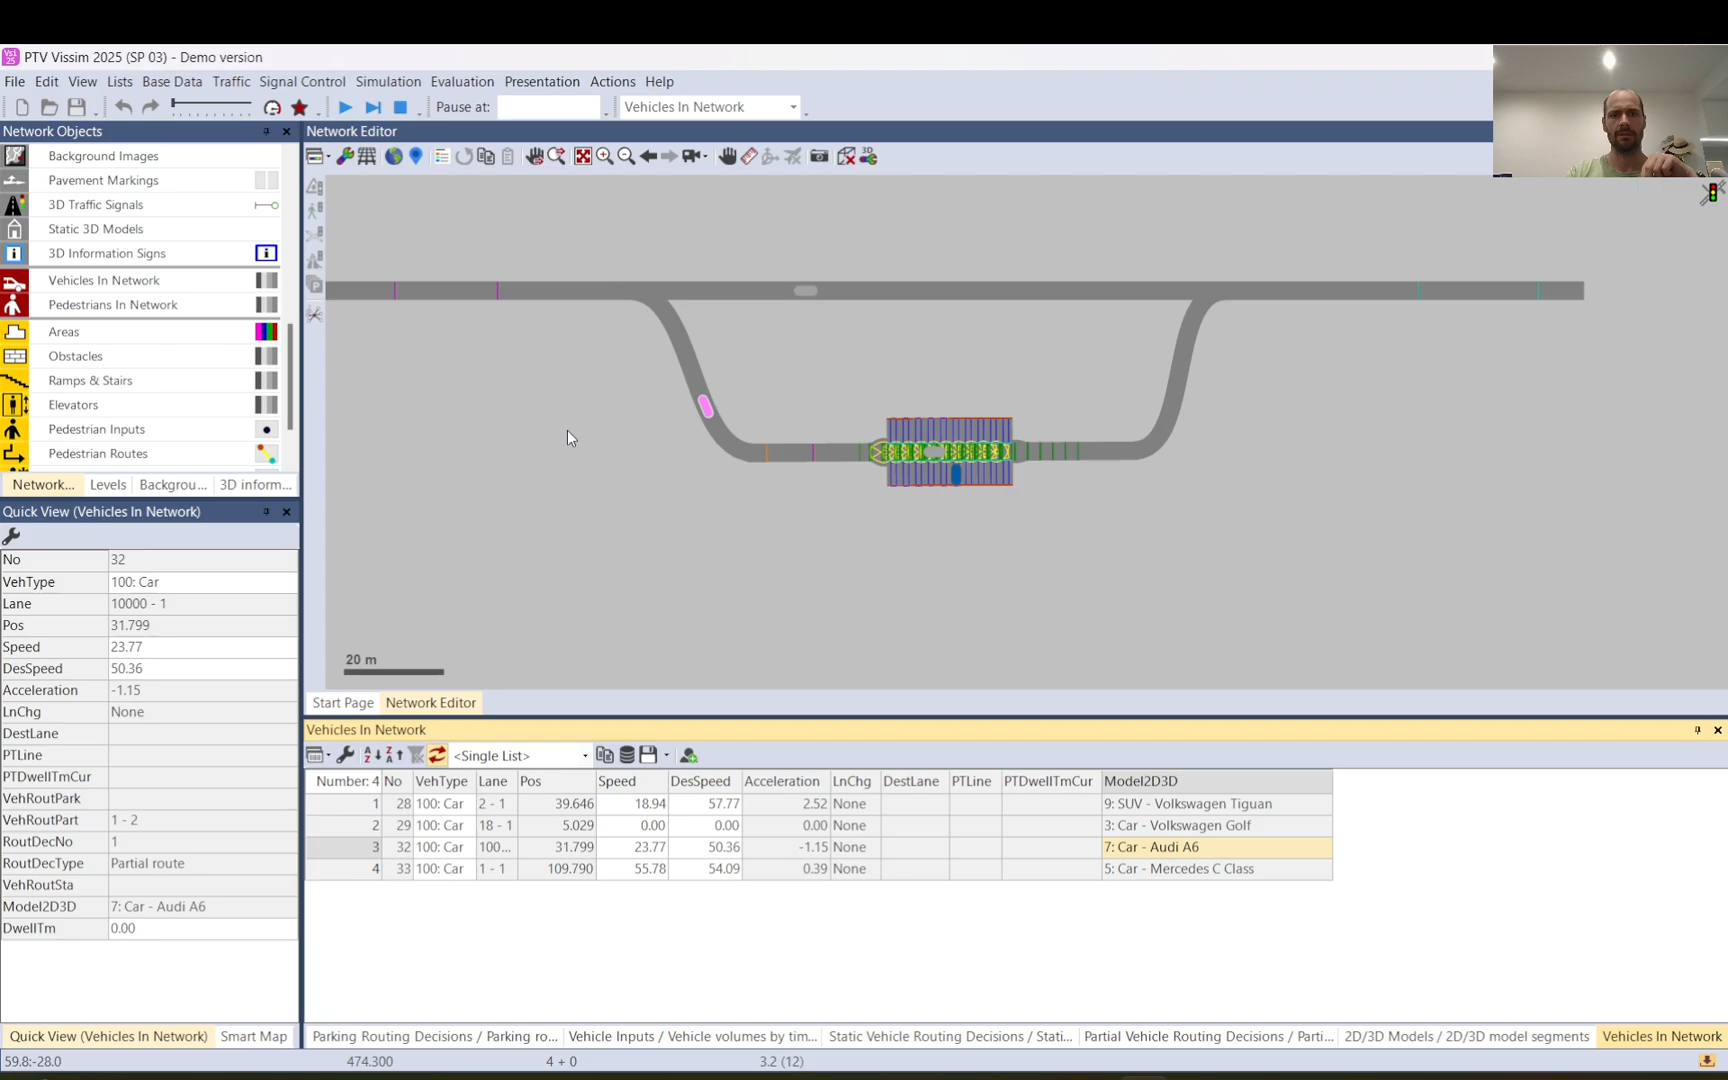 PTV Vissim 2025 (SP 03) - Demo version
File Edit View Lists Base Data Traffic Signal Control Simulation Evaluation Presentation Actions Help
Pause at: Vehicles In Network
Network Objects
Network Editor
Background Images
Pavement Markings
3D Traffic Signals
Static 3D Models
3D Information Signs
Vehicles In Network
Pedestrians In Network
Areas
Obstacles
Ramps & Stairs
Elevators
Pedestrian Inputs
Pedestrian Routes
Network... Levels Backgrou... 3D inform...
20 m
Start Page Network Editor
Quick View (Vehicles In Network)
No 32
VehType 100: Car
Lane 10000 - 1
Pos 31.799
Speed 23.77
DesSpeed 50.36
Acceleration -1.15
LnChg None
DestLane
PTLine
PTDwellTmCur
VehRoutPark
VehRoutPart 1 - 2
RoutDecNo 1
RoutDecType Partial route
VehRoutSta
Model2D3D 7: Car - Audi A6
DwellTm 0.00
Quick View (Vehicles In Network) Smart Map
Vehicles In Network
<Single List>
Number: 4 No VehType Lane Pos Speed DesSpeed Acceleration LnChg DestLane PTLine PTDwellTmCur Model2D3D
1 28 100: Car 2 - 1 39.646 18.94 57.77 2.52 None 9: SUV - Volkswagen Tiguan
2 29 100: Car 18 - 1 5.029 0.00 0.00 0.00 None 3: Car - Volkswagen Golf
3 32 100: Car 100... 31.799 23.77 50.36 -1.15 None 7: Car - Audi A6
4 33 100: Car 1 - 1 109.790 55.78 54.09 0.39 None 5: Car - Mercedes C Class
Parking Routing Decisions / Parking ro... Vehicle Inputs / Vehicle volumes by tim... Static Vehicle Routing Decisions / Stati... Partial Vehicle Routing Decisions / Parti... 2D/3D Models / 2D/3D model segments Vehicles In Network
59.8:-28.0 474.300 4 + 0 3.2 (12)